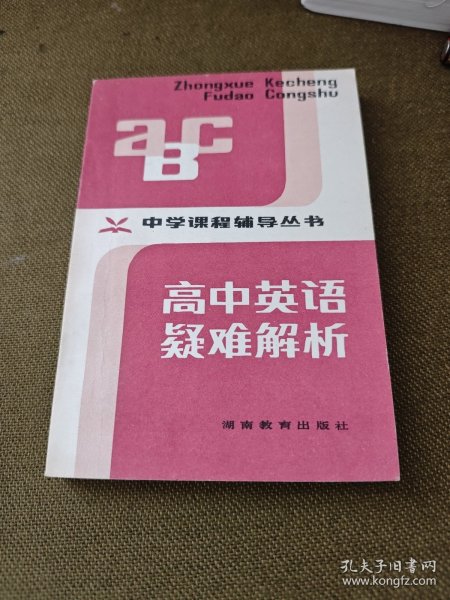 Zhongxue Kecheng
Fudao Congshu
aBC
中学课程辅导丛书
高中英语
疑难解析
湖南教育出版社
孔夫子旧书网
www.kongfz.com